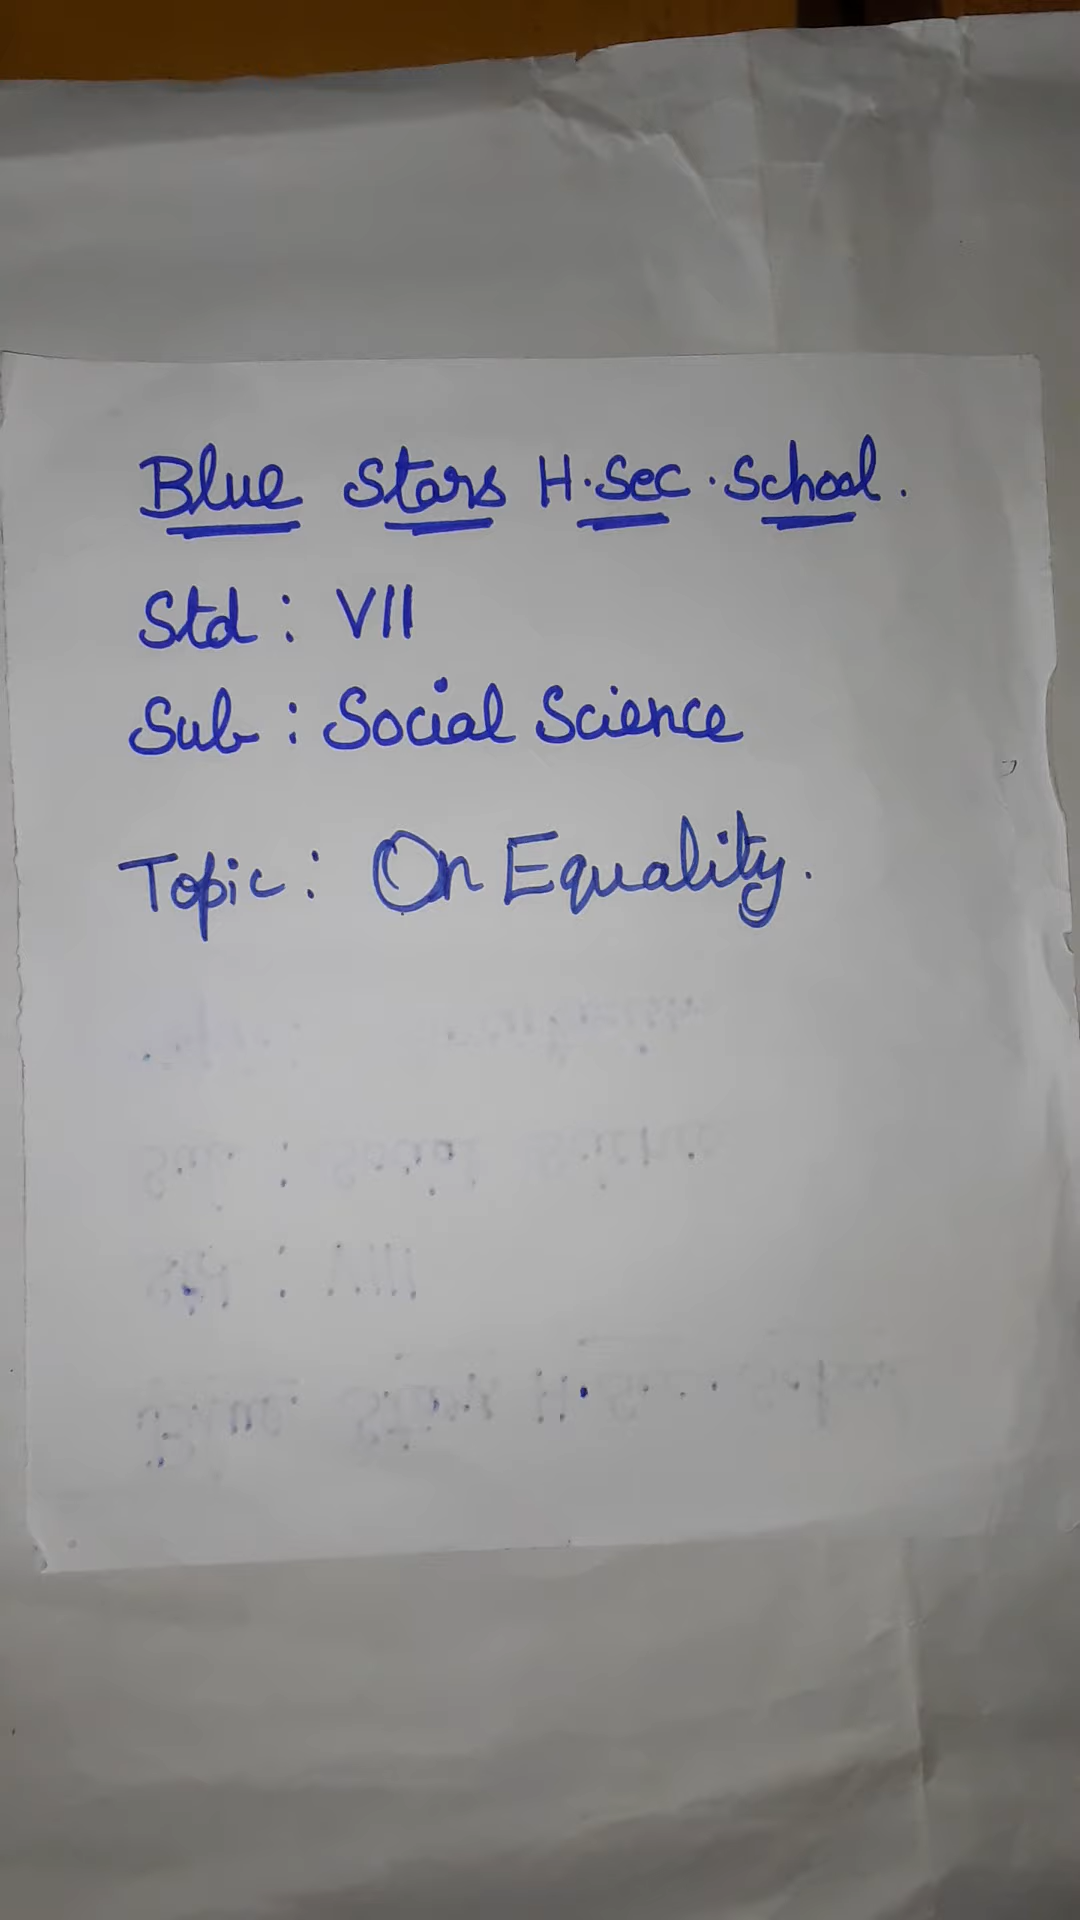 Blue Stars H.Sec.School.
Std : VII
Sub : Social Science
Topic : On Equality.